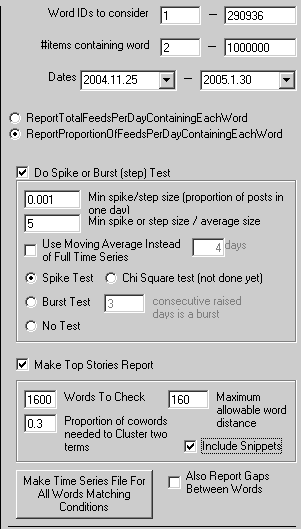 Word IDs to consider 1 – 290936
#items containing word 2 – 1000000
Dates 2004.11.25 – 2005.1.30
ReportTotalFeedsPerDayContainingEachWord
ReportProportionOfFeedsPerDayContainingEachWord
Do Spike or Burst (step) Test
0.001 Min spike/step size (proportion of posts in
one day)
5 Min spike or step size / average size
Use Moving Average Instead
of Full Time Series
4 days
Spike Test Chi Square test (not done yet)
Burst Test 3 consecutive raised
days is a burst
No Test
Make Top Stories Report
1600 Words To Check
160 Maximum
allowable word
distance
0.3 Proportion of cowords
needed to Cluster two
terms
Include Snippets
Make Time Series File For
All Words Matching
Conditions
Also Report Gaps
Between Words